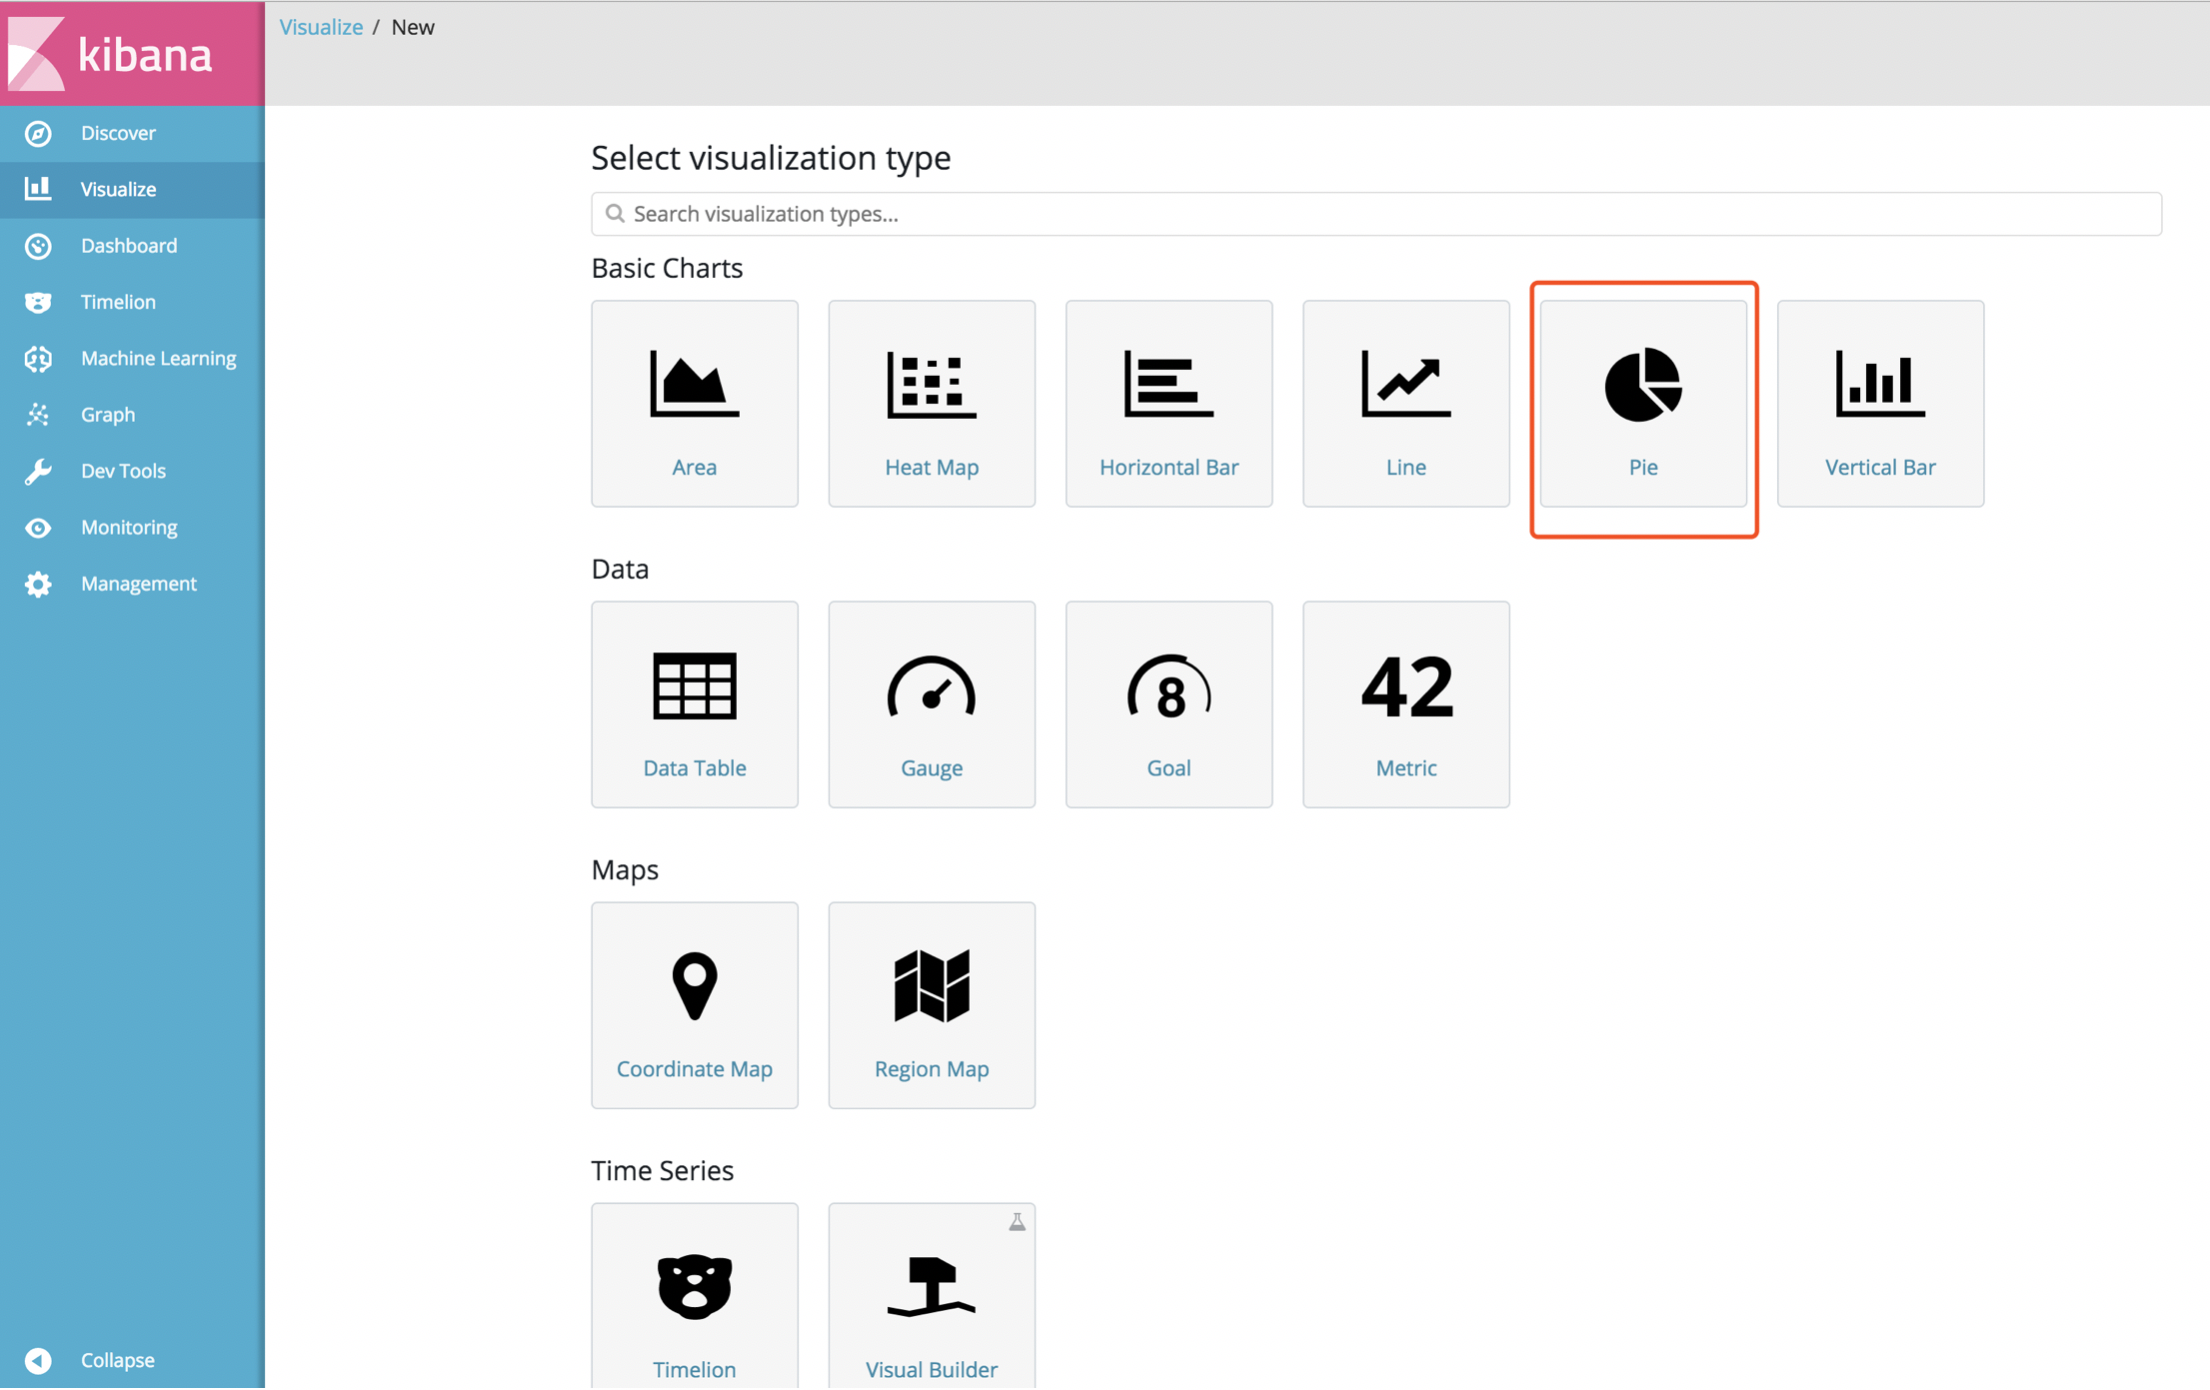 kibana
Visualize / New
Discover
Visualize
Dashboard
Timelion
Machine Learning
Graph
Dev Tools
Monitoring
Management
Collapse
Select visualization type
Search visualization types...
Basic Charts
Area
Heat Map
Horizontal Bar
Line
Pie
Vertical Bar
Data
8
42
Data Table
Gauge
Goal
Metric
Maps
Coordinate Map
Region Map
Time Series
Timelion
Visual Builder